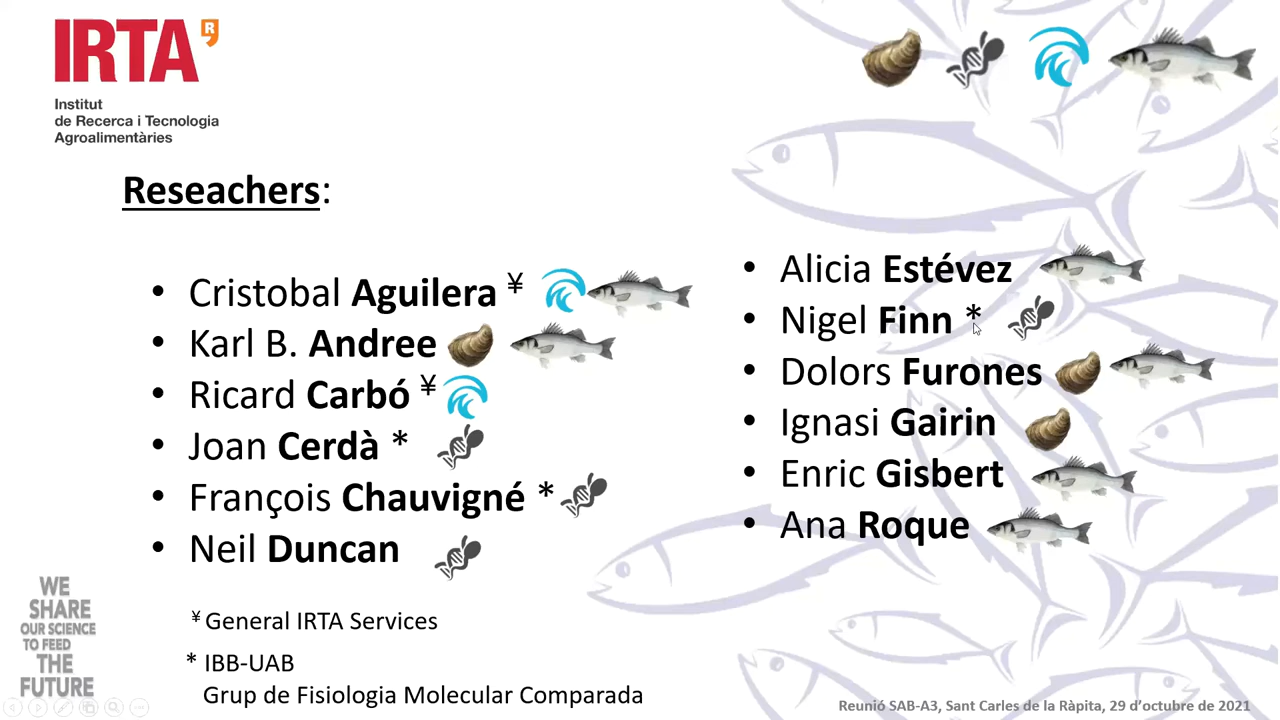 IRTA R
Institut
de Recerca i Tecnologia
Agroalimentàries
Reseachers:
• Cristobal Aguilera ¥
• Karl B. Andree
• Ricard Carbó ¥
• Joan Cerdà *
• François Chauvigné *
• Neil Duncan
• Alicia Estévez
• Nigel Finn *
• Dolors Furones
• Ignasi Gairin
• Enric Gisbert
• Ana Roque
¥ General IRTA Services
* IBB-UAB
Grup de Fisiologia Molecular Comparada
WE
SHARE
OUR SCIENCE
TO FEED
THE
FUTURE
Reunió SAB-A3, Sant Carles de la Ràpita, 29 d’octubre de 2021